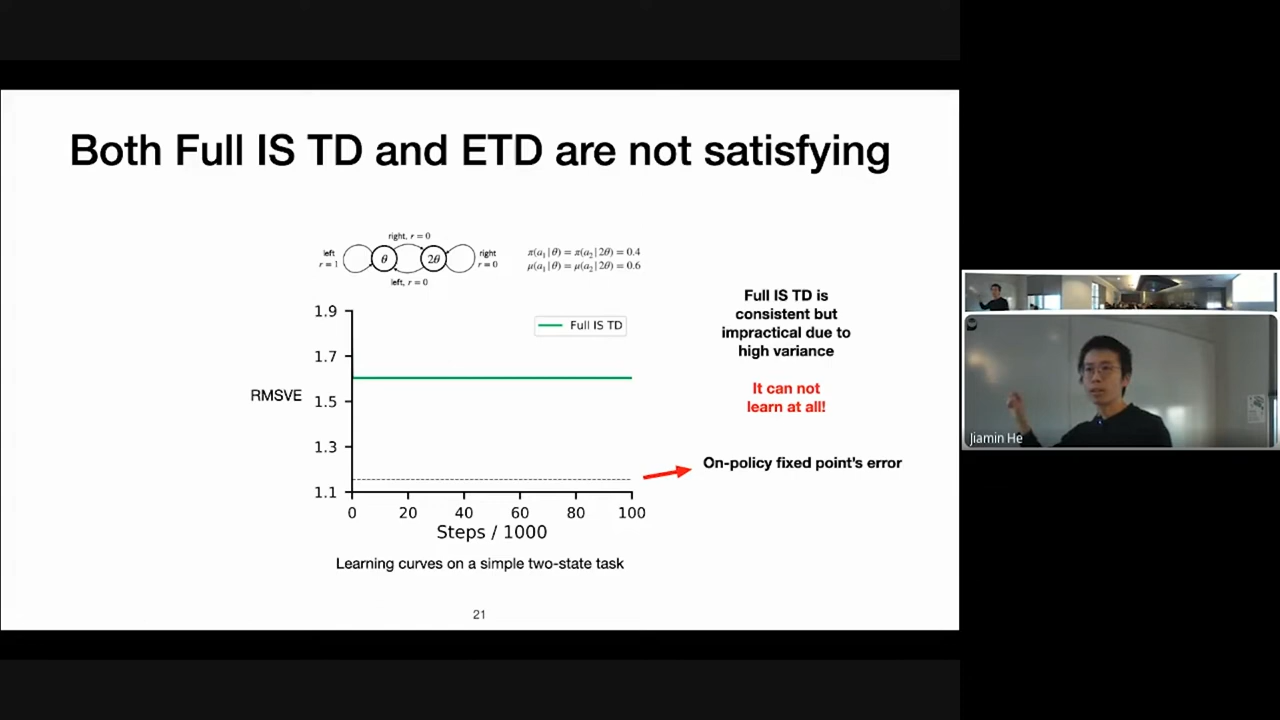 Both Full IS TD and ETD are not satisfying
right, r = 0
left
r = 1
θ
2θ
right
r = 0
left, r = 0
π(a₁|θ) = π(a₂|2θ) = 0.4
μ(a₁|θ) = μ(a₂|2θ) = 0.6
1.9
1.7
1.5
1.3
1.1
RMSVE
Full IS TD
0 20 40 60 80 100
Steps / 1000
Learning curves on a simple two-state task
Full IS TD is
consistent but
impractical due to
high variance
It can not
learn at all!
On-policy fixed point's error
21
Jiamin He